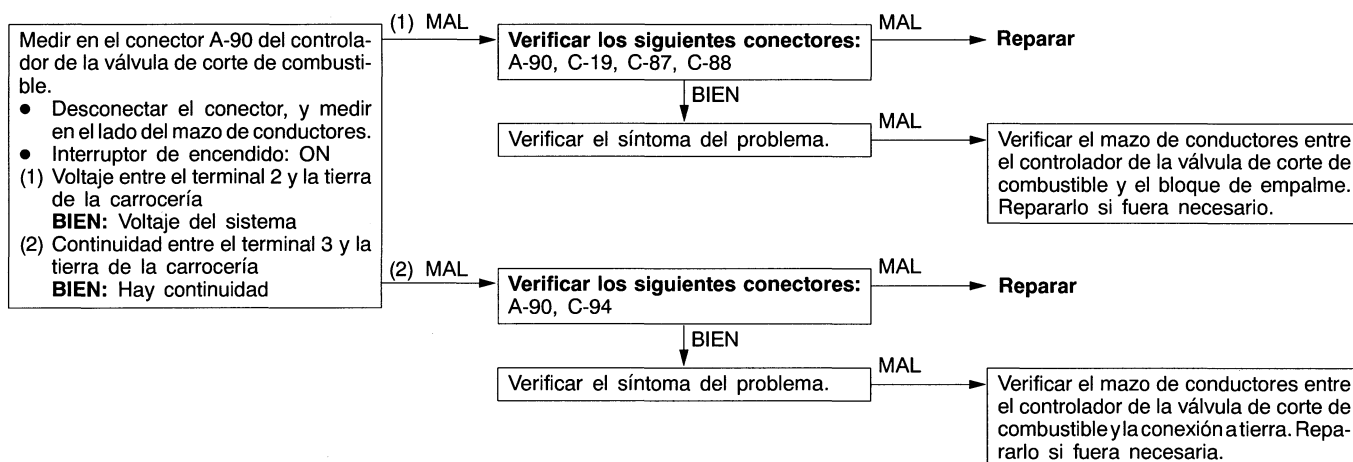 Medir en el conector A-90 del controla-
dor de la válvula de corte de combusti-
ble.
● Desconectar el conector, y medir
en el lado del mazo de conductores.
● Interruptor de encendido: ON
(1) Voltaje entre el terminal 2 y la tierra
de la carrocería
BIEN: Voltaje del sistema
(2) Continuidad entre el terminal 3 y la
tierra de la carrocería
BIEN: Hay continuidad
(1) MAL
Verificar los siguientes conectores:
A-90, C-19, C-87, C-88
MAL
Reparar
BIEN
Verificar el síntoma del problema.
MAL
Verificar el mazo de conductores entre
el controlador de la válvula de corte de
combustible y el bloque de empalme.
Repararlo si fuera necesario.
(2) MAL
Verificar los siguientes conectores:
A-90, C-94
MAL
Reparar
BIEN
Verificar el síntoma del problema.
MAL
Verificar el mazo de conductores entre
el controlador de la válvula de corte de
combustible y la conexión a tierra. Repa-
rarlo si fuera necesaria.